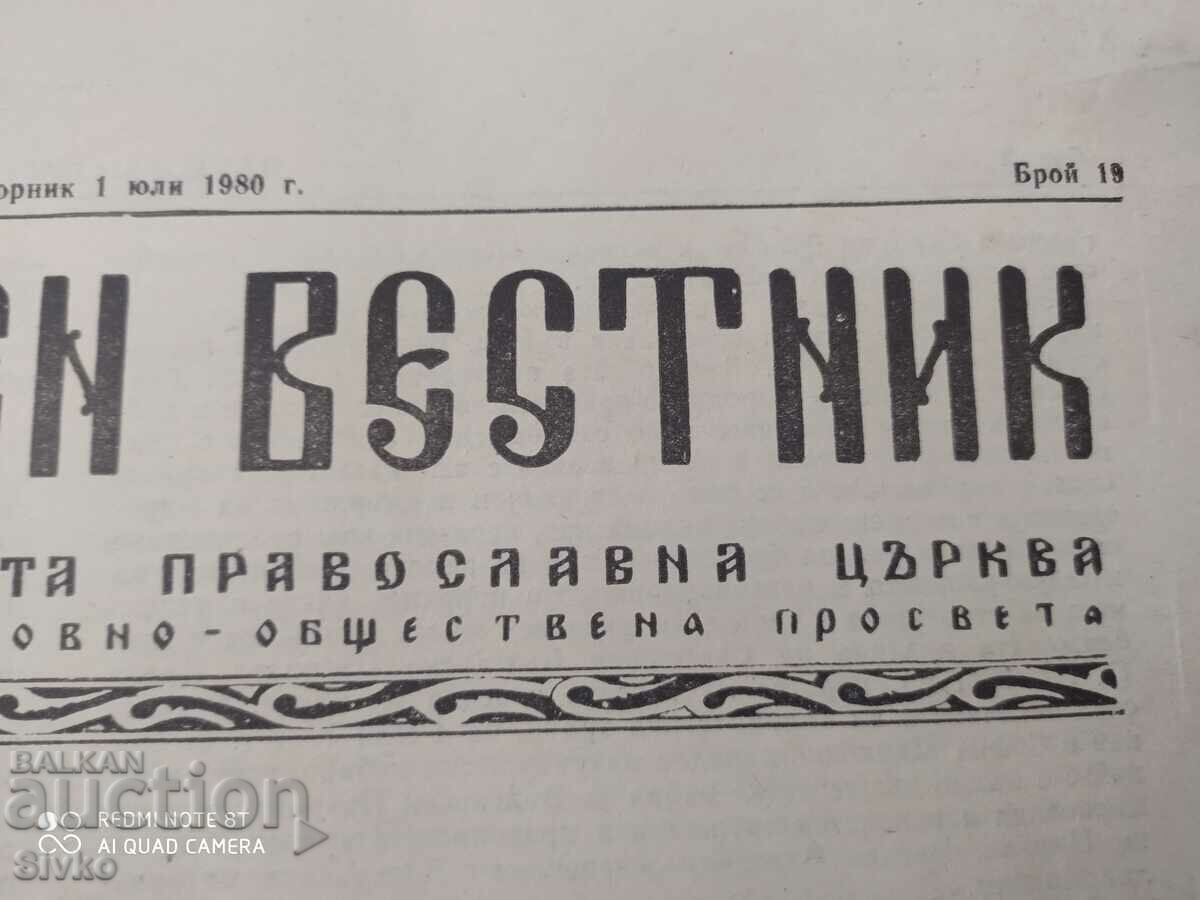 орник 1 юли 1980 г. Брой 19
ЕН ВЕСТНИК
ТА ПРАВОСЛАВНА ЦЪРКВА
ОВНО-ОБЩЕСТВЕНА ПРОСВЕТА
BALKAN
auction
REDMI NOTE 8T
AI QUAD CAMERA
Sivko